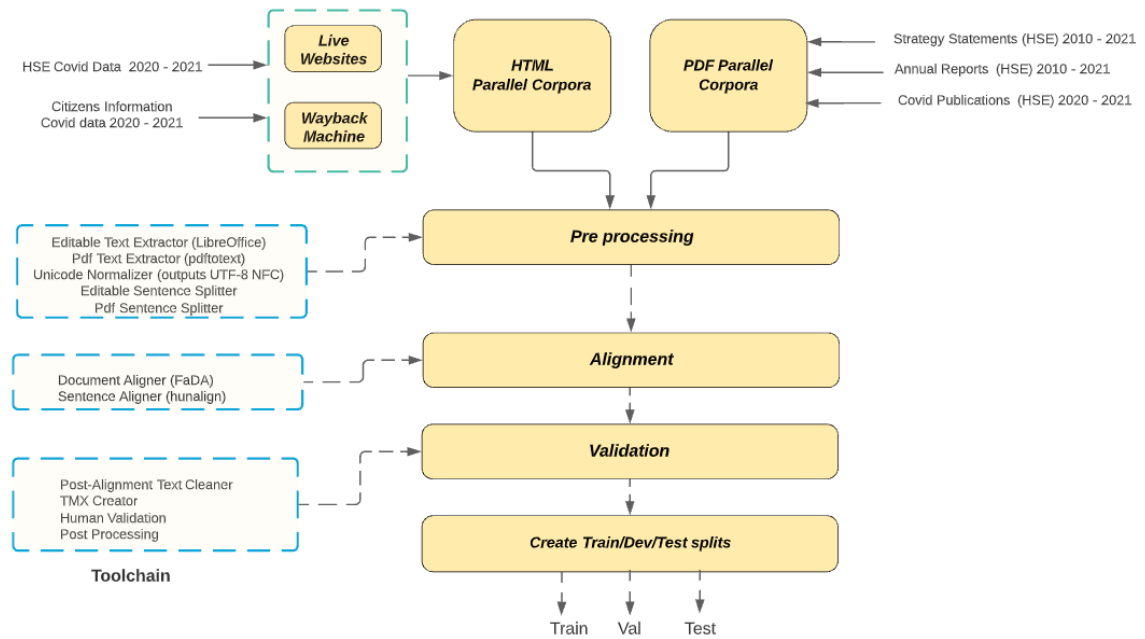 Live
Websites
HSE Covid Data 2020 - 2021
Citizens Information
Covid data 2020 - 2021
Wayback
Machine
HTML
Parallel Corpora
PDF Parallel
Corpora
Strategy Statements (HSE) 2010 - 2021
Annual Reports (HSE) 2010 - 2021
Covid Publications (HSE) 2020 - 2021
Pre processing
Editable Text Extractor (LibreOffice)
Pdf Text Extractor (pdftotext)
Unicode Normalizer (outputs UTF-8 NFC)
Editable Sentence Splitter
Pdf Sentence Splitter
Alignment
Document Aligner (FaDA)
Sentence Aligner (hunalign)
Validation
Post-Alignment Text Cleaner
TMX Creator
Human Validation
Post Processing
Create Train/Dev/Test splits
Toolchain
Train
Val
Test